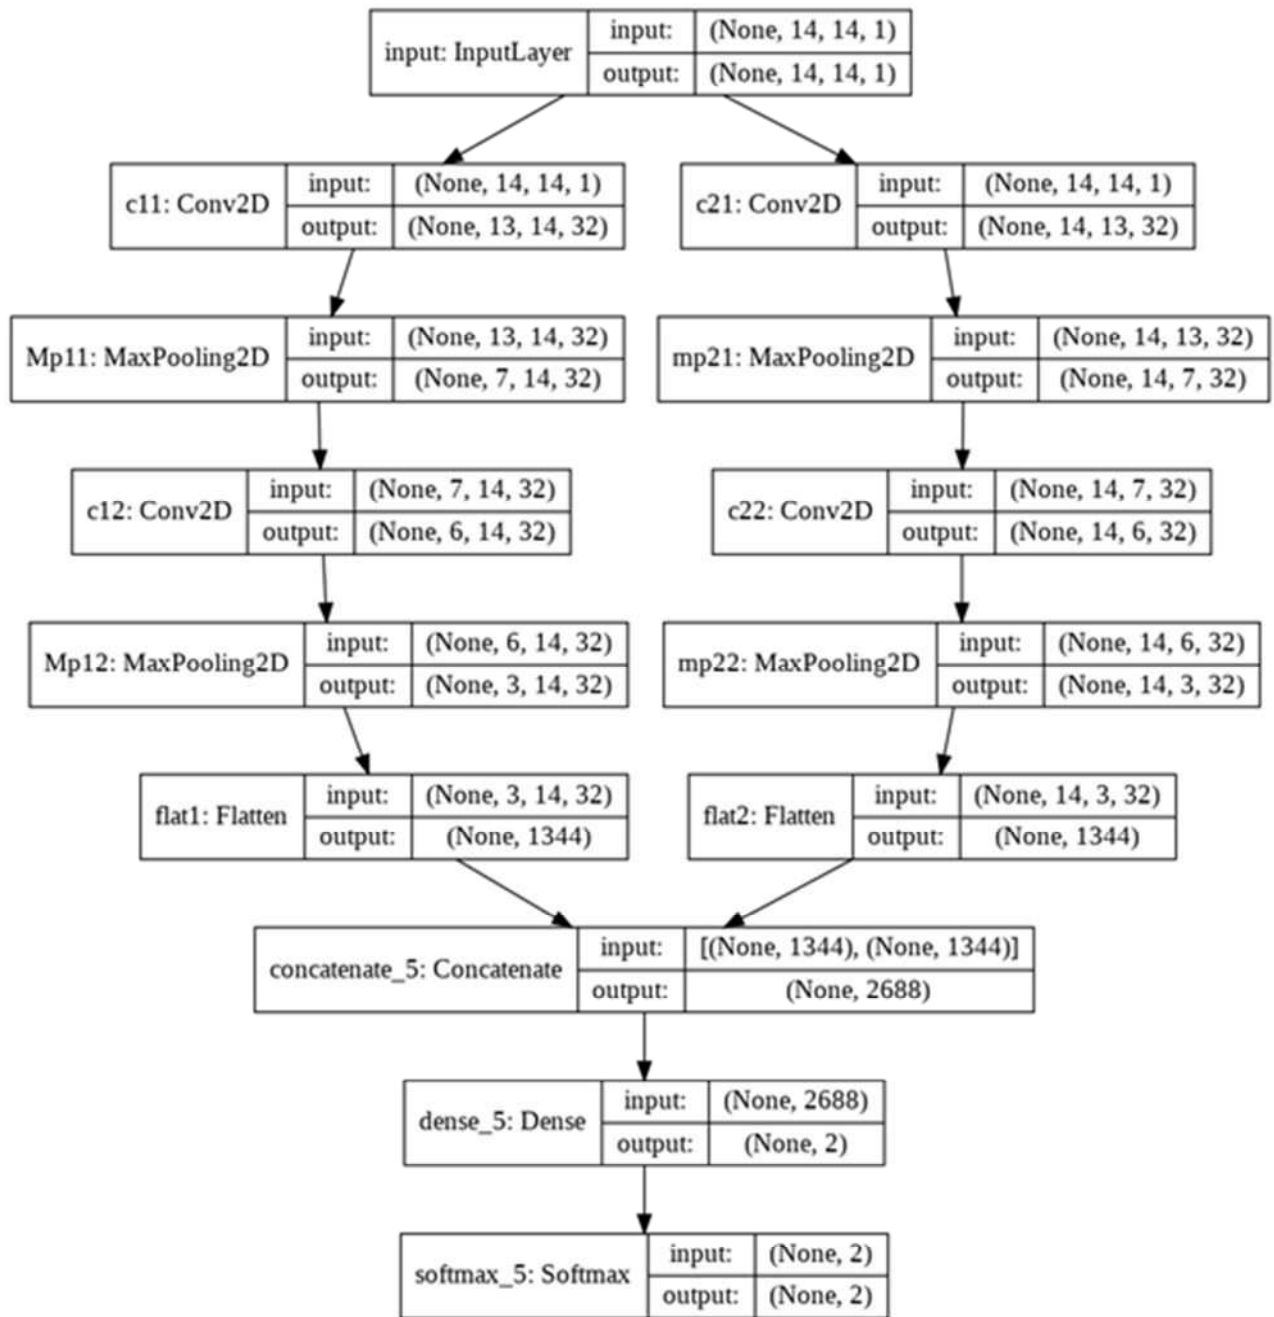 input: InputLayer
input: (None, 14, 14, 1)
output: (None, 14, 14, 1)
c11: Conv2D
input: (None, 14, 14, 1)
output: (None, 13, 14, 32)
c21: Conv2D
input: (None, 14, 14, 1)
output: (None, 14, 13, 32)
Mp11: MaxPooling2D
input: (None, 13, 14, 32)
output: (None, 7, 14, 32)
mp21: MaxPooling2D
input: (None, 14, 13, 32)
output: (None, 14, 7, 32)
c12: Conv2D
input: (None, 7, 14, 32)
output: (None, 6, 14, 32)
c22: Conv2D
input: (None, 14, 7, 32)
output: (None, 14, 6, 32)
Mp12: MaxPooling2D
input: (None, 6, 14, 32)
output: (None, 3, 14, 32)
mp22: MaxPooling2D
input: (None, 14, 6, 32)
output: (None, 14, 3, 32)
flat1: Flatten
input: (None, 3, 14, 32)
output: (None, 1344)
flat2: Flatten
input: (None, 14, 3, 32)
output: (None, 1344)
concatenate_5: Concatenate
input: [(None, 1344), (None, 1344)]
output: (None, 2688)
dense_5: Dense
input: (None, 2688)
output: (None, 2)
softmax_5: Softmax
input: (None, 2)
output: (None, 2)